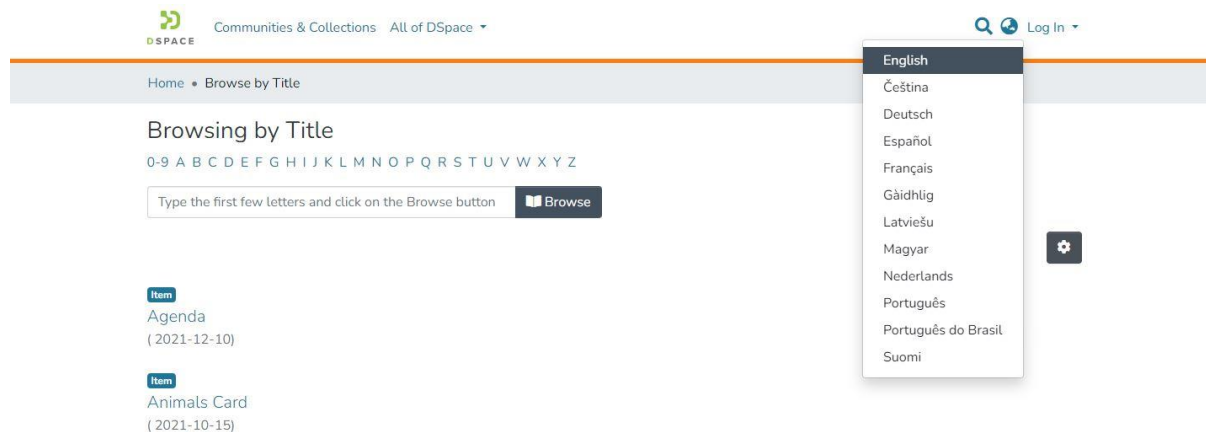 DSPACE
Communities & Collections All of DSpace Log In
English
Čeština
Deutsch
Español
Français
Gàidhlig
Latviešu
Magyar
Nederlands
Português
Português do Brasil
Suomi
Home • Browse by Title
Browsing by Title
0-9 A B C D E F G H I J K L M N O P Q R S T U V W X Y Z
Type the first few letters and click on the Browse button Browse
Item
Agenda
( 2021-12-10)
Item
Animals Card
( 2021-10-15)